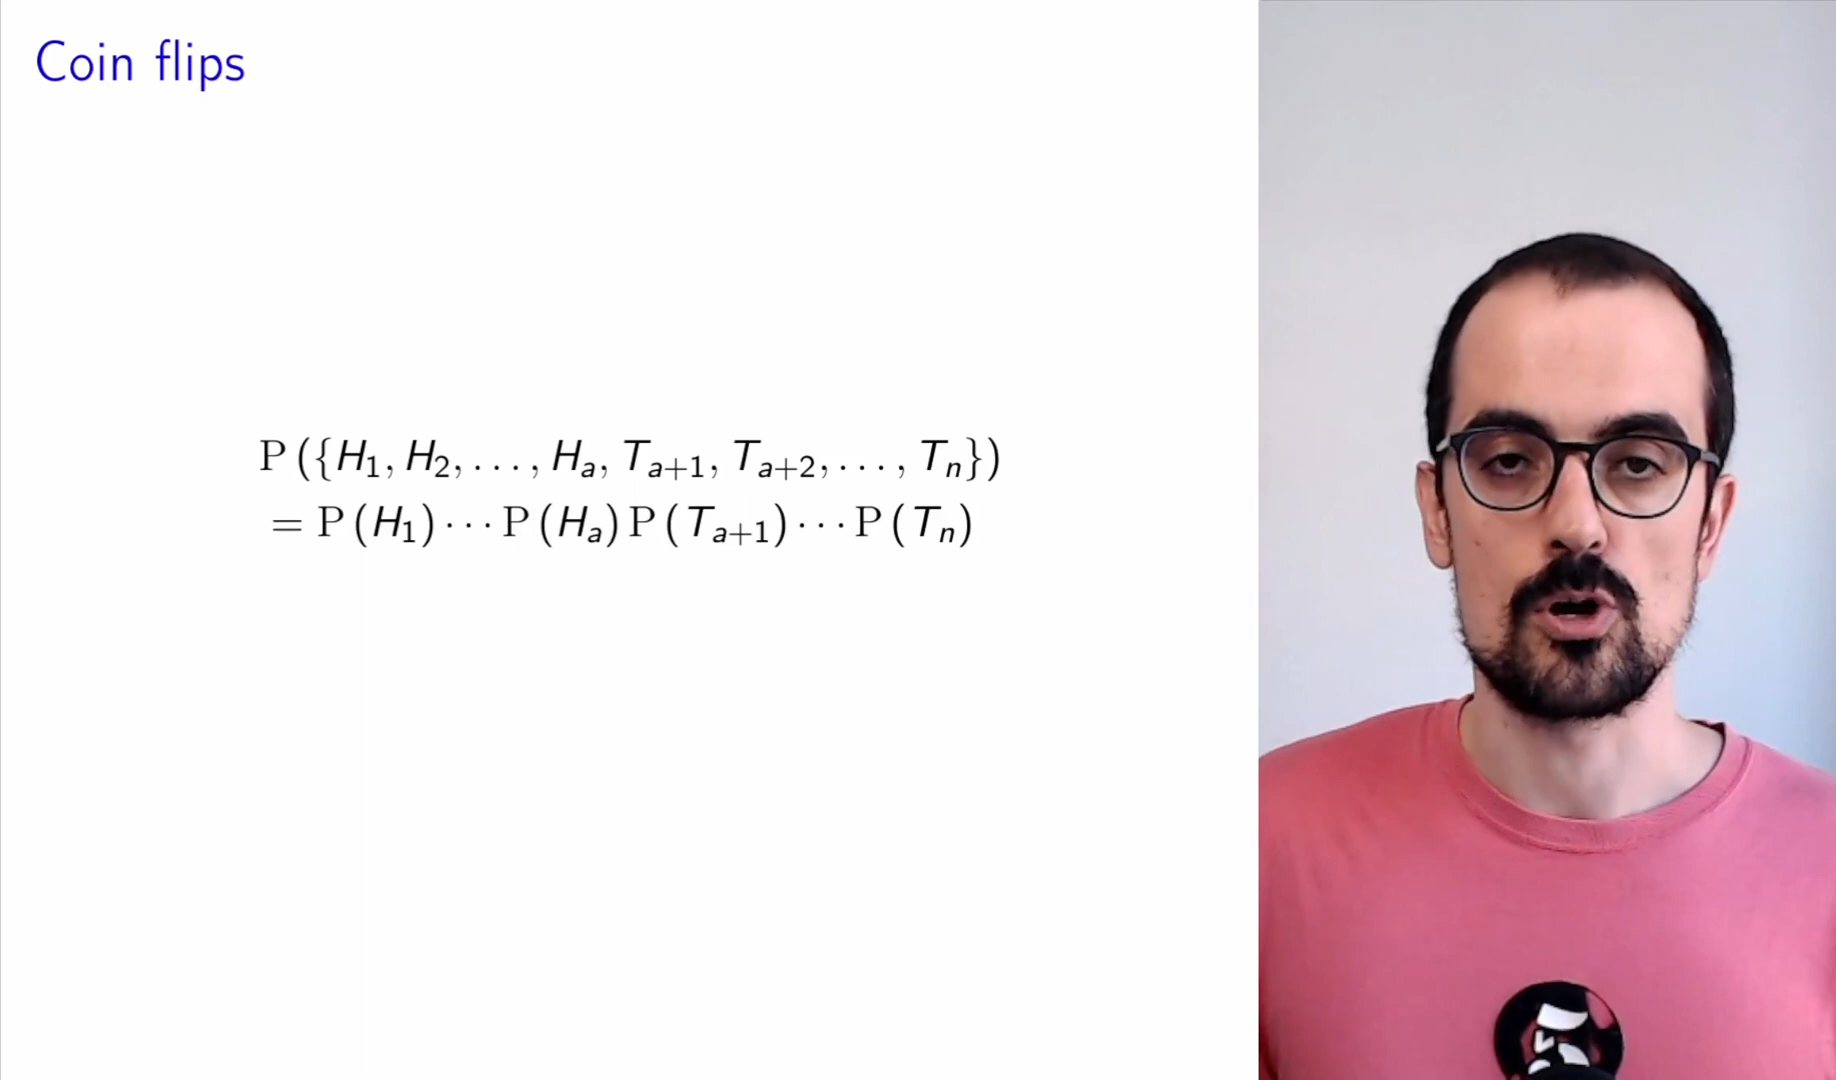 Coin flips
P ({H₁, H₂, . . . , Hₐ, Tₐ₊₁, Tₐ₊₂, . . . , Tₙ})
= P (H₁) · · · P (Hₐ) P (Tₐ₊₁) · · · P (Tₙ)